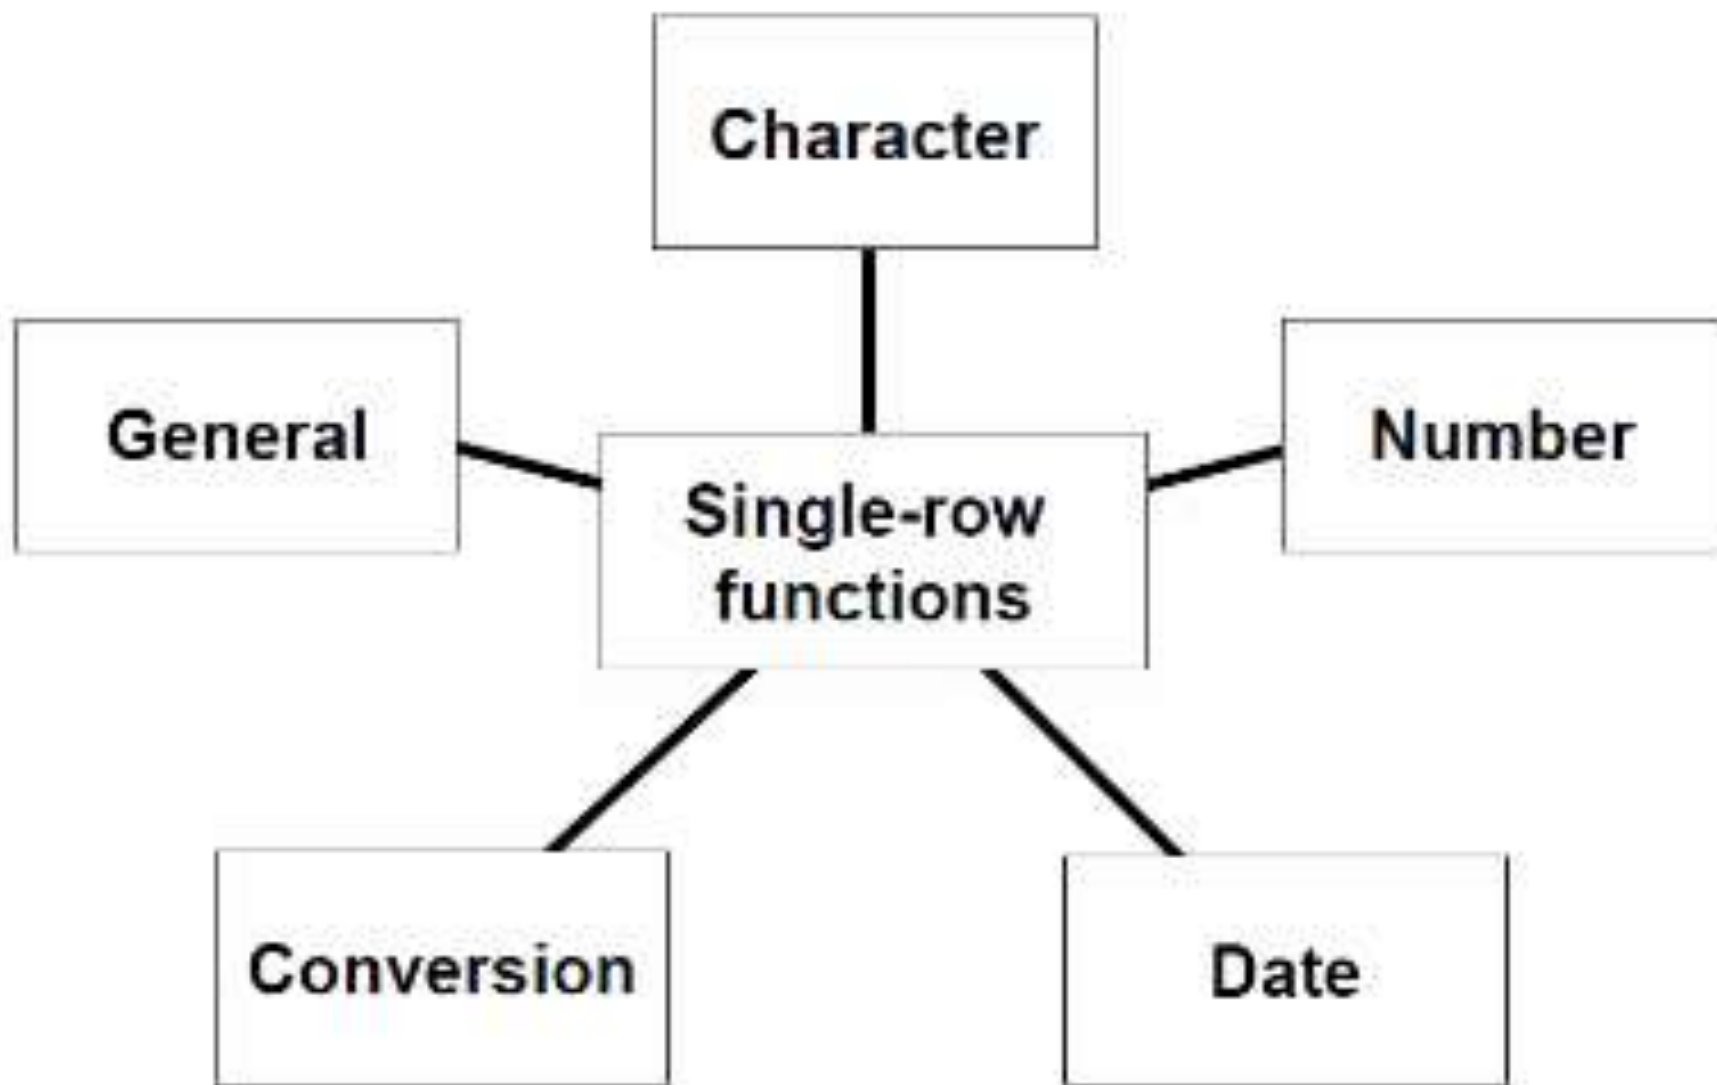 Character
General
Number
Single-row
functions
Conversion
Date